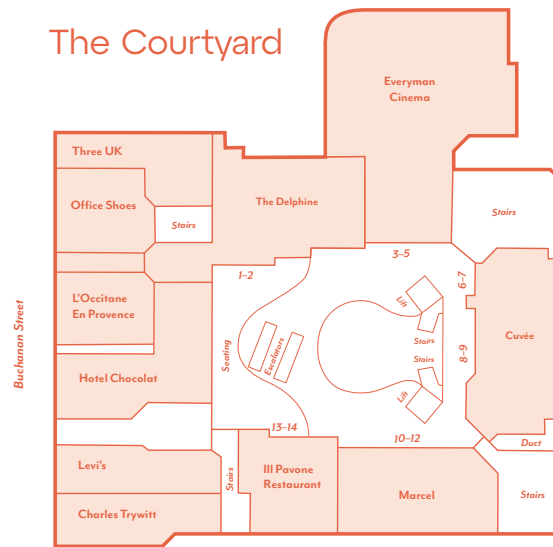 The Courtyard
Everyman
Cinema
Three UK
Office Shoes
Stairs
The Delphine
Stairs
1–2
3–5
6–7
L'Occitane
En Provence
Buchanan Street
Seating
Escalators
Lift
Stairs
Stairs
Lift
8–9
Cuvée
Hotel Chocolat
13–14
10–12
Duct
Levi's
Stairs
Ill Pavone
Restaurant
Marcel
Stairs
Charles Trywitt